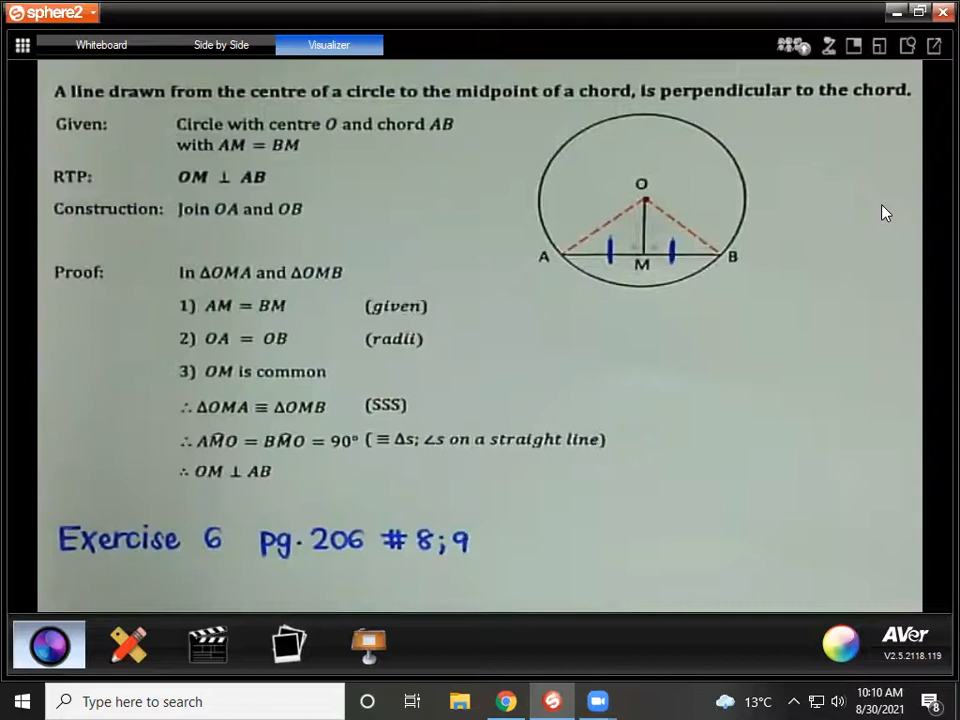 sphere2
Whiteboard Side by Side Visualizer
A line drawn from the centre of a circle to the midpoint of a chord, is perpendicular to the chord.
Given: Circle with centre O and chord AB
with AM = BM
RTP: OM ⊥ AB
Construction: Join OA and OB
O
A M B
Proof: In ΔOMA and ΔOMB
1) AM = BM (given)
2) OA = OB (radii)
3) OM is common
∴ ΔOMA ≡ ΔOMB (SSS)
∴ AM̂O = BM̂O = 90° (≡ Δs; ∠s on a straight line)
∴ OM ⊥ AB
Exercise 6 pg. 206 # 8; 9
AVer
V2.5.2118.119
Type here to search
13°C
10:10 AM
8/30/2021
8